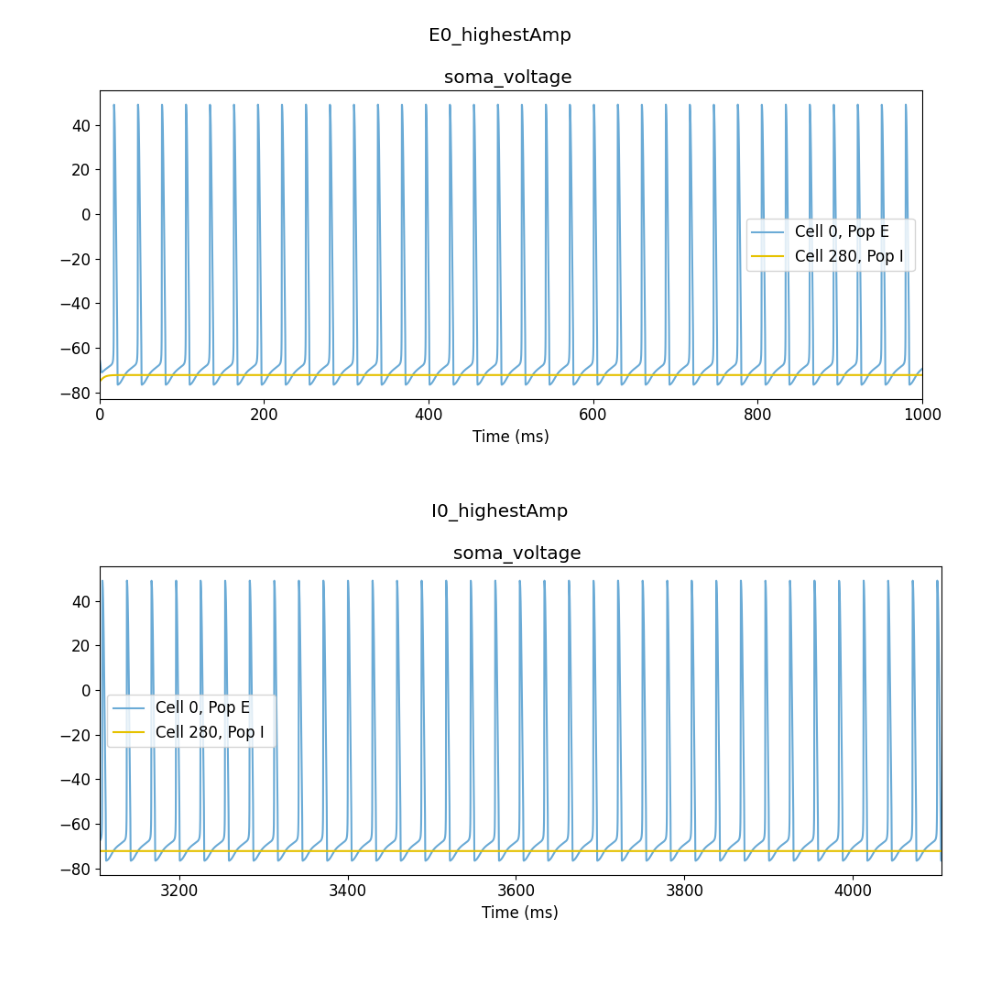 E0_highestAmp
soma_voltage
40
20
0
−20
−40
−60
−80
Cell 0, Pop E
Cell 280, Pop I
0 200 400 600 800 1000
Time (ms)
I0_highestAmp
soma_voltage
40
20
0
−20
−40
−60
−80
Cell 0, Pop E
Cell 280, Pop I
3200 3400 3600 3800 4000
Time (ms)